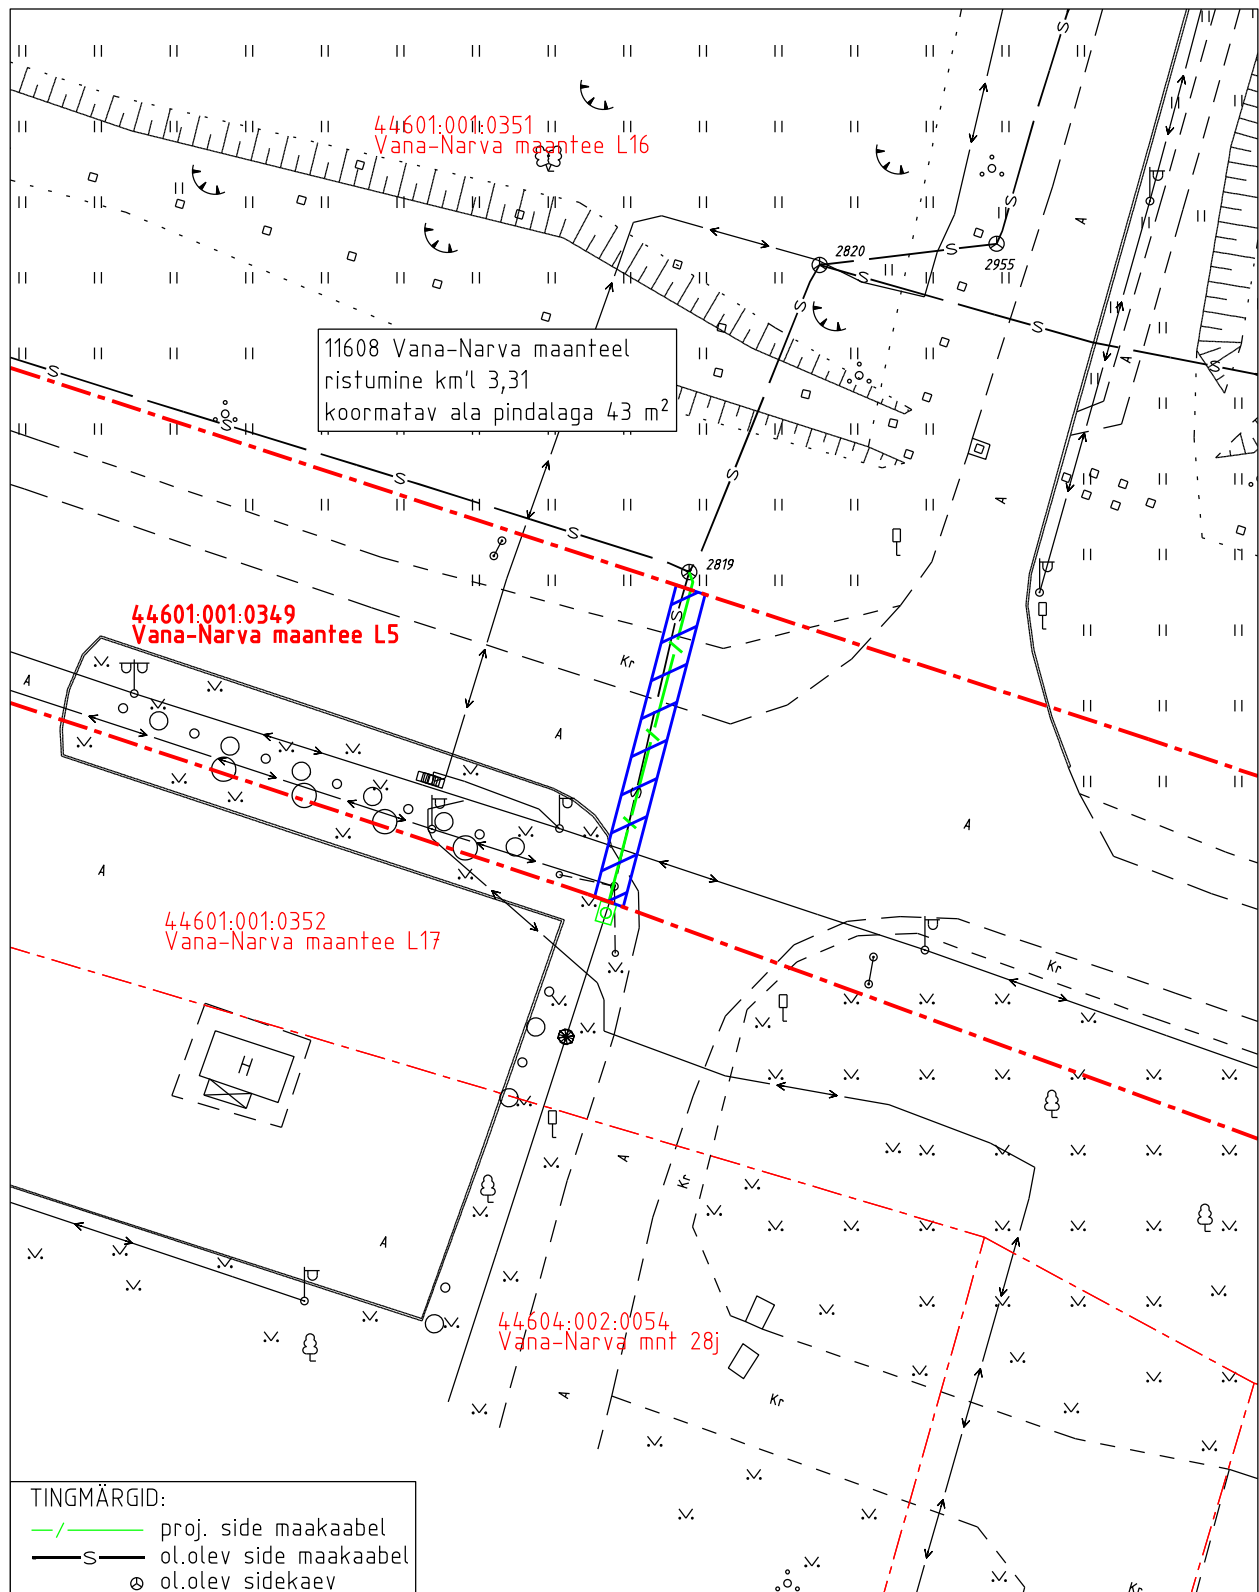 44601:001:0351
Vana-Narva maantee L16
2820
2955
11608 Vana-Narva maanteel
ristumine km'l 3,31
koormatav ala pindalaga 43 m²
2819
44601:001:0349
Vana-Narva maantee L5
Kr
A
A
A
A
A
A
A
44601:001:0352
Vana-Narva maantee L17
Kr
H
A
Kr
A
44604:002:0054
Vana-Narva mnt 28j
A
Kr
TINGMÄRGID:
proj. side maakaabel
S ol.olev side maakaabel
ol.olev sidekaev
Kr